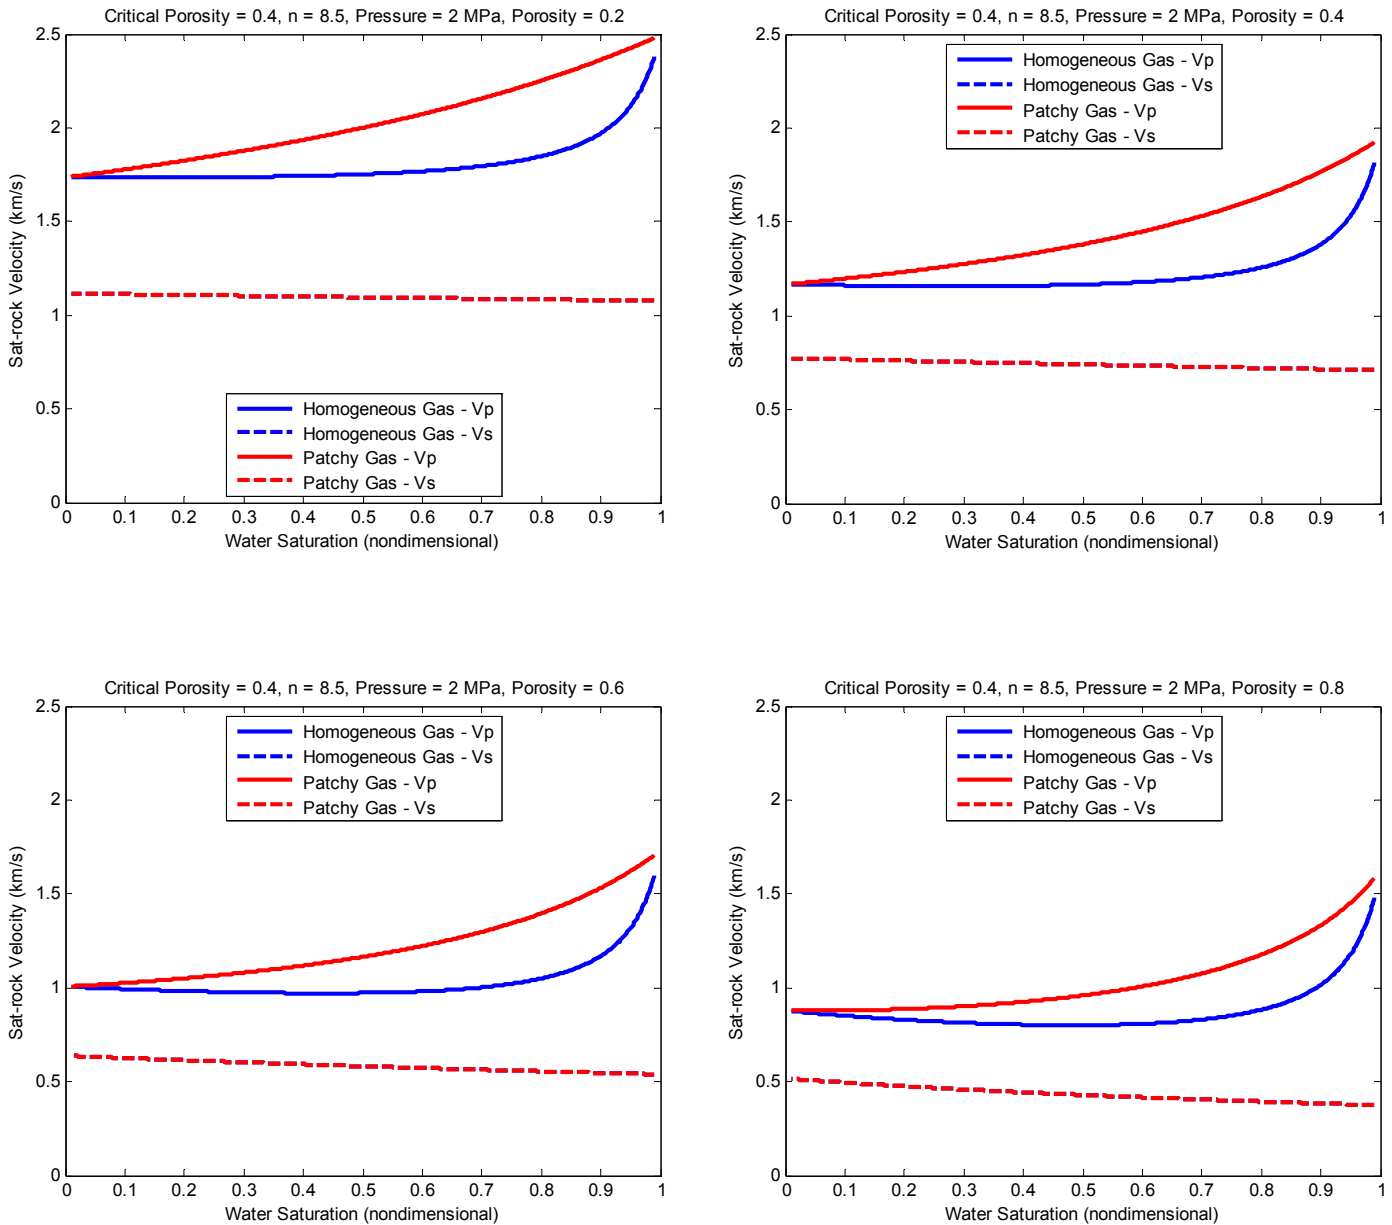 Critical Porosity = 0.4, n = 8.5, Pressure = 2 MPa, Porosity = 0.2
2.5
2
1.5
1
0.5
0
Sat-rock Velocity (km/s)
Homogeneous Gas - Vp
Homogeneous Gas - Vs
Patchy Gas - Vp
Patchy Gas - Vs
0 0.1 0.2 0.3 0.4 0.5 0.6 0.7 0.8 0.9 1
Water Saturation (nondimensional)
Critical Porosity = 0.4, n = 8.5, Pressure = 2 MPa, Porosity = 0.4
2.5
2
1.5
1
0.5
0
Sat-rock Velocity (km/s)
Homogeneous Gas - Vp
Homogeneous Gas - Vs
Patchy Gas - Vp
Patchy Gas - Vs
0 0.1 0.2 0.3 0.4 0.5 0.6 0.7 0.8 0.9 1
Water Saturation (nondimensional)
Critical Porosity = 0.4, n = 8.5, Pressure = 2 MPa, Porosity = 0.6
2.5
2
1.5
1
0.5
0
Sat-rock Velocity (km/s)
Homogeneous Gas - Vp
Homogeneous Gas - Vs
Patchy Gas - Vp
Patchy Gas - Vs
0 0.1 0.2 0.3 0.4 0.5 0.6 0.7 0.8 0.9 1
Water Saturation (nondimensional)
Critical Porosity = 0.4, n = 8.5, Pressure = 2 MPa, Porosity = 0.8
2.5
2
1.5
1
0.5
0
Sat-rock Velocity (km/s)
Homogeneous Gas - Vp
Homogeneous Gas - Vs
Patchy Gas - Vp
Patchy Gas - Vs
0 0.1 0.2 0.3 0.4 0.5 0.6 0.7 0.8 0.9 1
Water Saturation (nondimensional)